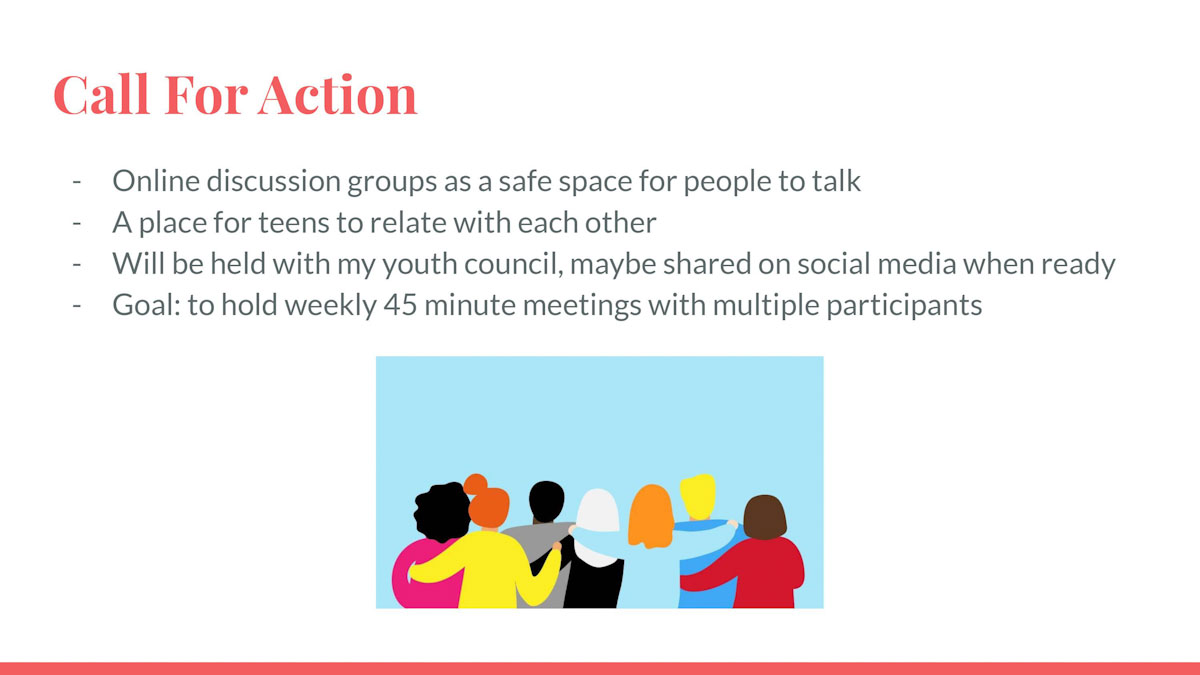 Call For Action
- Online discussion groups as a safe space for people to talk
- A place for teens to relate with each other
- Will be held with my youth council, maybe shared on social media when ready
- Goal: to hold weekly 45 minute meetings with multiple participants